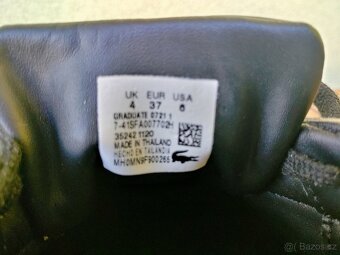 UK EUR USA
4 37 6
GRADUATE 0721 1
7-41SFA007702H
35242 1120
MADE IN THAILAND
HECHO EN TAILANDIA
MH0MN9F900265
Bazos.cz